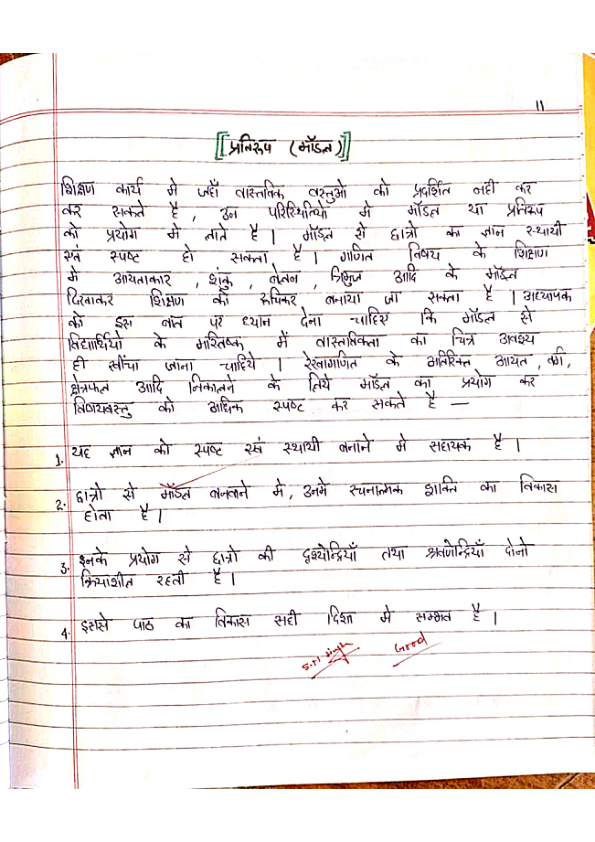 11
[[प्रतिरूप (मॉडल)]]
शिक्षण कार्य मे जहाँ वास्तविक वस्तुओ को प्रदर्शित नही कर
कर सकते है , उन परिस्थित्यो मे मॉडल या प्रतिरूप
को प्रयोग मे लाते है । मॉडल से छात्रो का ज्ञान स्थायी
एवं स्पष्ट हो सकता है । गणित विषय के शिक्षण
मे आयताकार , शंकु , बेलन , त्रिभुज आदि के मॉडल
दिखाकर शिक्षण को रूचिकर बनाया जा सकता है । अध्यापक
को इस बात पर ध्यान देना चाहिए कि मॉडल से
विद्यार्थियो के मस्तिष्क में वास्तविकता का चित्र अवश्य
ही खींचा जाना चाहिये । रेखागणित के अतिरिक्त आयत , वर्ग,
क्षेत्रफल आदि निकालने के लिये मॉडल का प्रयोग कर
विषयवस्तु को अधिक स्पष्ट कर सकते है —
1. यह ज्ञान को स्पष्ट एवं स्थायी बनाने मे सहायक है ।
2. छात्रो से मॉडल बनवाने मे , उनमे रचनात्मक शक्ति का विकास
होता है ।
3. इनके प्रयोग से छात्रो की दृश्येन्द्रियाँ तथा श्रवणेन्द्रियाँ दोनो
क्रियाशील रहती है ।
4. इससे पाठ का विकास सही दिशा मे सम्भव है ।
Good